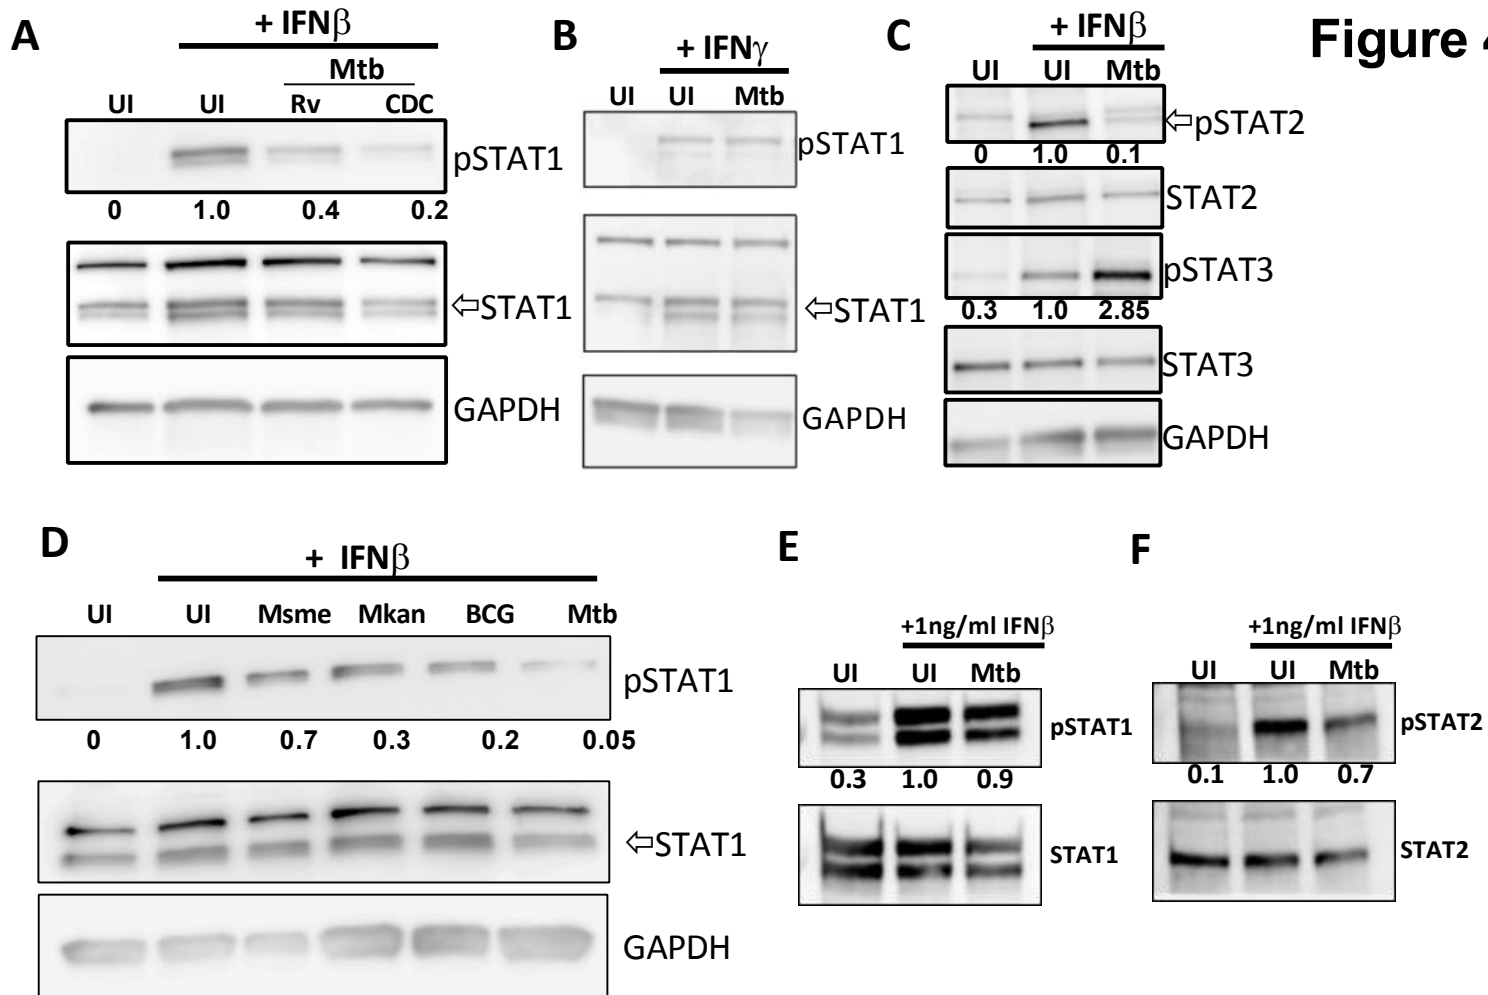 Figure 4
A
+ IFNβ
Mtb
UI UI Rv CDC
pSTAT1
0 1.0 0.4 0.2
⇦STAT1
GAPDH
B
+ IFNγ
UI UI Mtb
pSTAT1
⇦STAT1
GAPDH
C
+ IFNβ
UI UI Mtb
⇦pSTAT2
0 1.0 0.1
STAT2
pSTAT3
0.3 1.0 2.85
STAT3
GAPDH
D
+ IFNβ
UI UI Msme Mkan BCG Mtb
pSTAT1
0 1.0 0.7 0.3 0.2 0.05
⇦STAT1
GAPDH
E
+1ng/ml IFNβ
UI UI Mtb
pSTAT1
0.3 1.0 0.9
STAT1
F
+1ng/ml IFNβ
UI UI Mtb
pSTAT2
0.1 1.0 0.7
STAT2